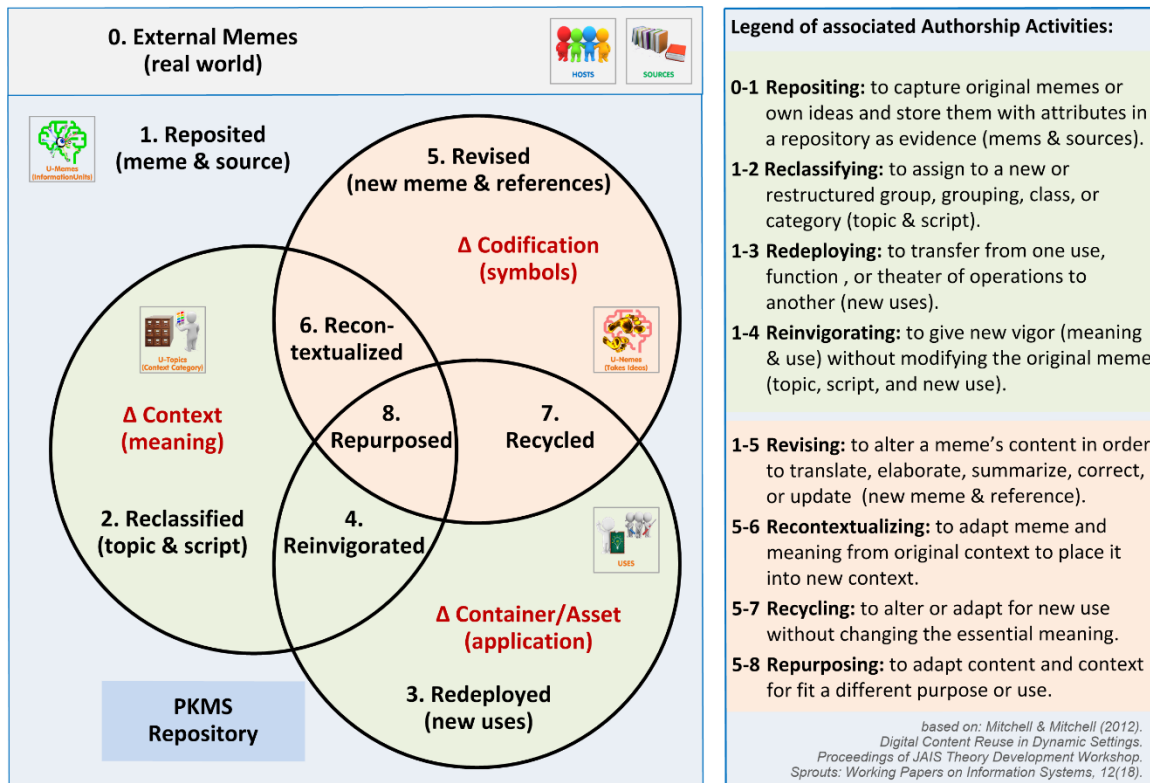 0. External Memes
(real world)
HOSTS
SOURCES
U-Memes
(InformationUnits)
1. Reposited
(meme & source)
5. Revised
(new meme & references)
Δ Codification
(symbols)
U-Topics
(Context Category)
6. Recon-
textualized
U-Nemes
(Takes Ideas)
Δ Context
(meaning)
8.
Repurposed
7.
Recycled
2. Reclassified
(topic & script)
4.
Reinvigorated
USES
Δ Container/Asset
(application)
3. Redeployed
(new uses)
PKMS
Repository
Legend of associated Authorship Activities:
0-1 Repositing: to capture original memes or
own ideas and store them with attributes in
a repository as evidence (mems & sources).
1-2 Reclassifying: to assign to a new or
restructured group, grouping, class, or
category (topic & script).
1-3 Redeploying: to transfer from one use,
function , or theater of operations to
another (new uses).
1-4 Reinvigorating: to give new vigor (meaning
& use) without modifying the original meme
(topic, script, and new use).
1-5 Revising: to alter a meme’s content in order
to translate, elaborate, summarize, correct,
or update (new meme & reference).
5-6 Recontextualizing: to adapt meme and
meaning from original context to place it
into new context.
5-7 Recycling: to alter or adapt for new use
without changing the essential meaning.
5-8 Repurposing: to adapt content and context
for fit a different purpose or use.
based on: Mitchell & Mitchell (2012).
Digital Content Reuse in Dynamic Settings.
Proceedings of JAIS Theory Development Workshop.
Sprouts: Working Papers on Information Systems, 12(18).